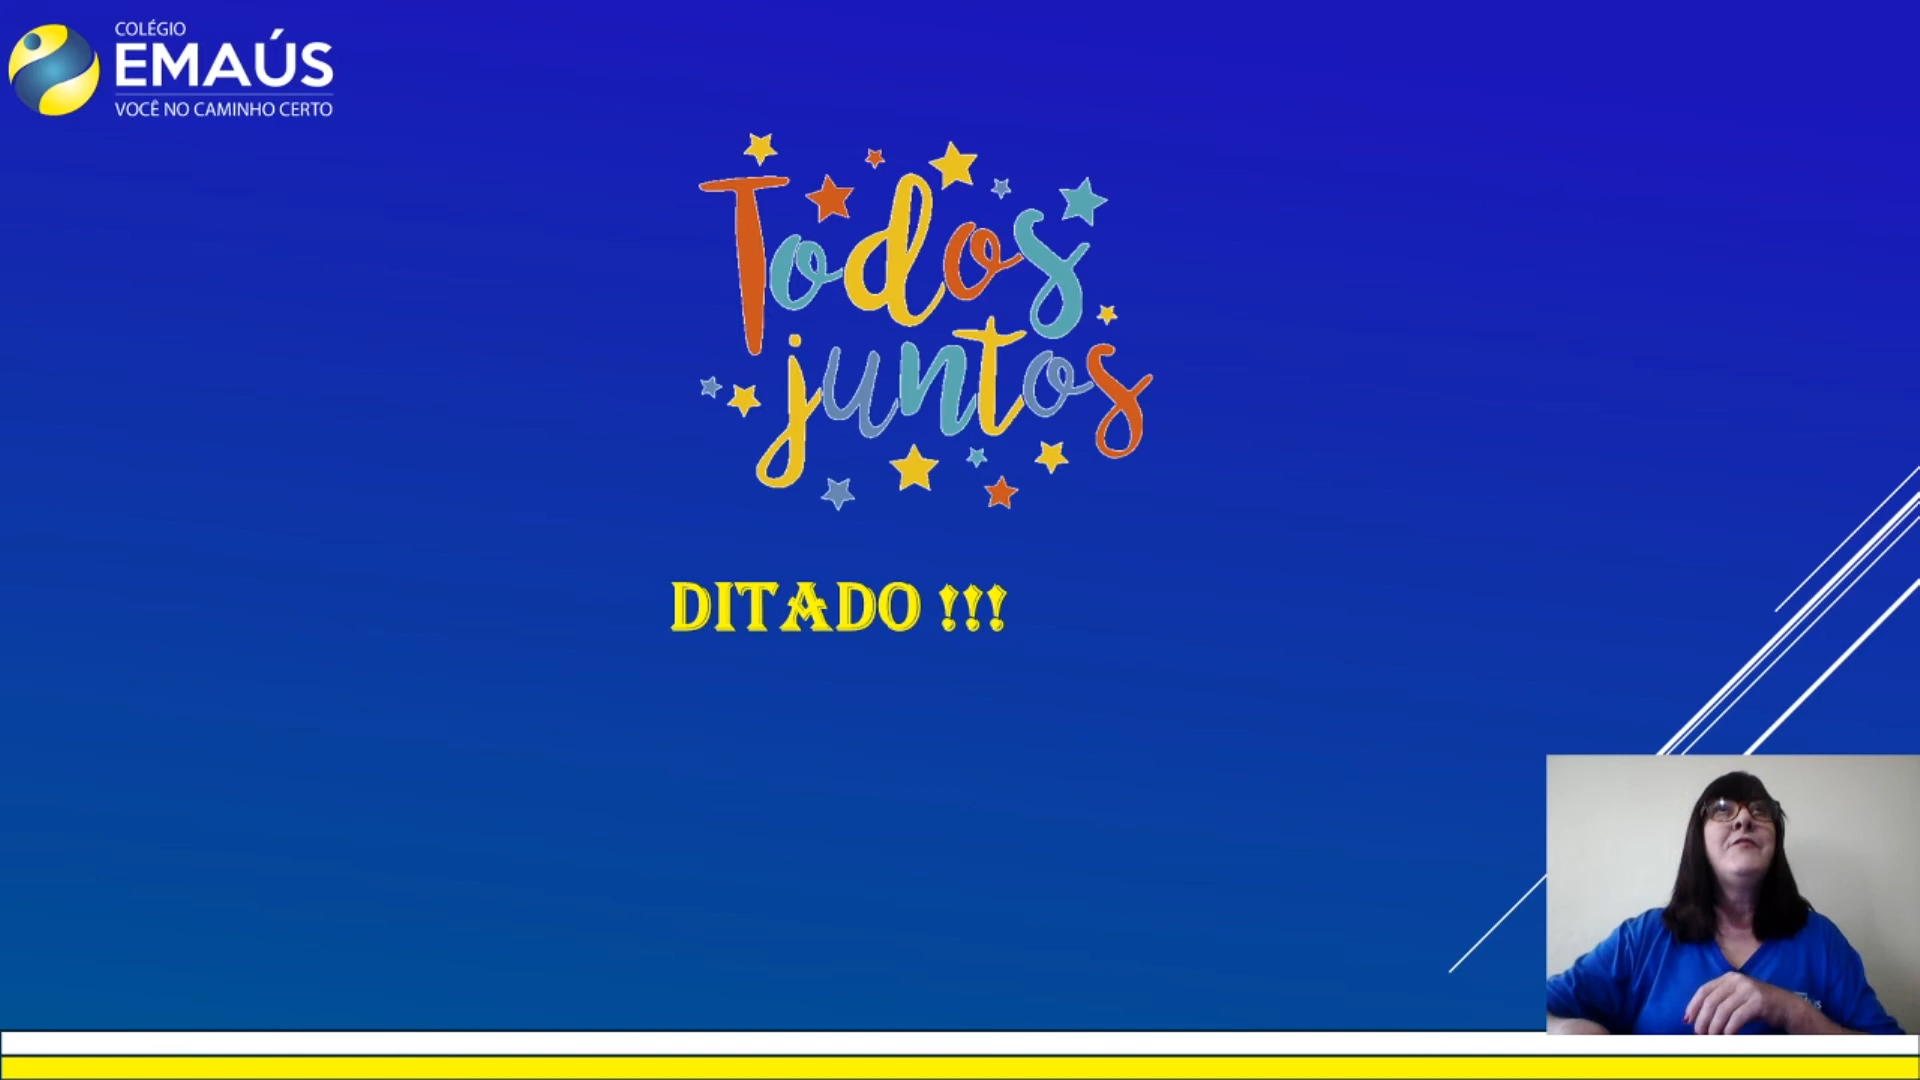 COLÉGIO
EMAÚS
VOCÊ NO CAMINHO CERTO
Todos
juntos
DITADO !!!